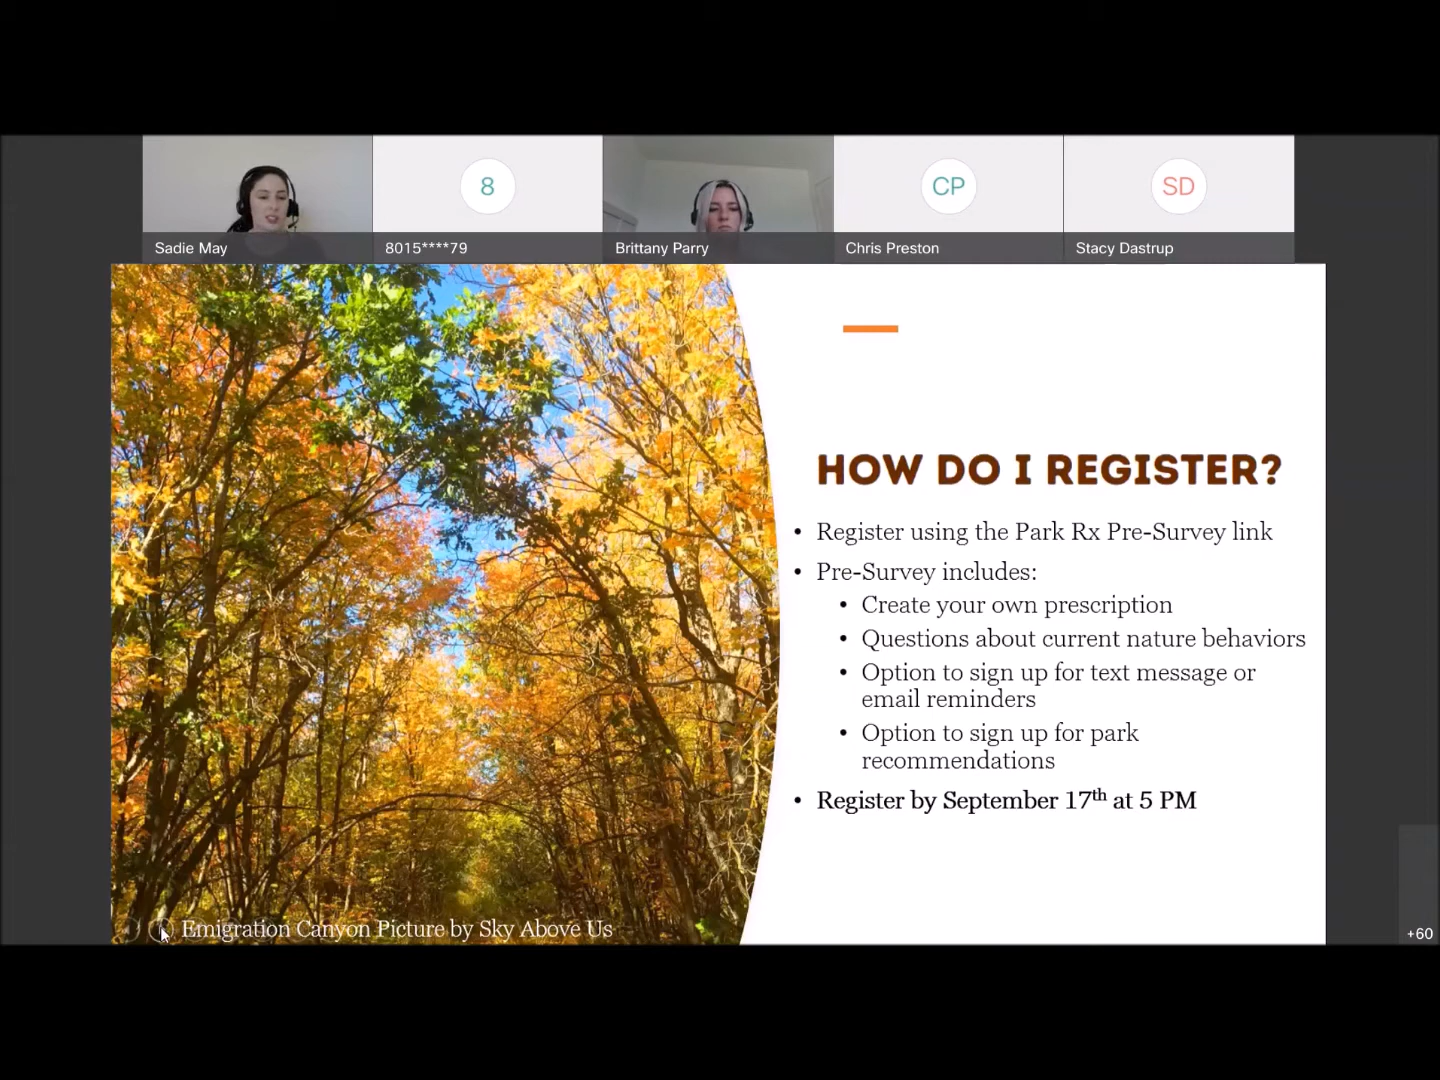 8
CP
SD
Sadie May
8015****79
Brittany Parry
Chris Preston
Stacy Dastrup
HOW DO I REGISTER?
• Register using the Park Rx Pre-Survey link
• Pre-Survey includes:
• Create your own prescription
• Questions about current nature behaviors
• Option to sign up for text message or
email reminders
• Option to sign up for park
recommendations
• Register by September 17th at 5 PM
Emigration Canyon Picture by Sky Above Us
+60